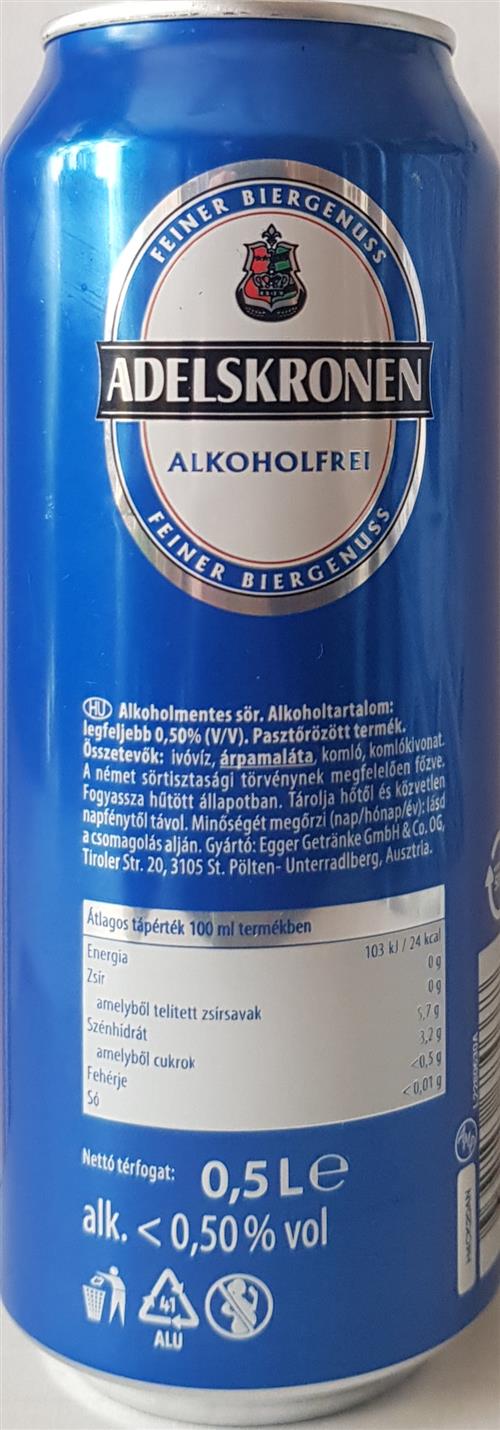 FEINER BIERGENUSS
ADELSKRONEN
ALKOHOLFREI
FEINER BIERGENUSS
HU Alkoholmentes sör. Alkoholtartalom:
legfeljebb 0,50% (V/V). Pasztőrözött termék.
Összetevők: ivóvíz, árpamaláta, komló, komlókivonat.
A német sörtisztasági törvénynek megfelelően főzve.
Fogyassza hűtött állapotban. Tárolja hőtől és közvetlen
napfénytől távol. Minőségét megőrzi (nap/hónap/év): lásd
a csomagolás alján. Gyártó: Egger Getränke GmbH & Co. OG,
Tiroler Str. 20, 3105 St. Pölten- Unterradlberg, Ausztria.
Átlagos tápérték 100 ml termékben
Energia 103 kJ / 24 kcal
Zsír 0 g
amelyből telített zsírsavak 0 g
Szénhidrát 5,7 g
amelyből cukrok 3,2 g
Fehérje <0,5 g
Só <0,01 g
Nettó térfogat: 0,5 L e
alk. < 0,50 % vol
41
ALU